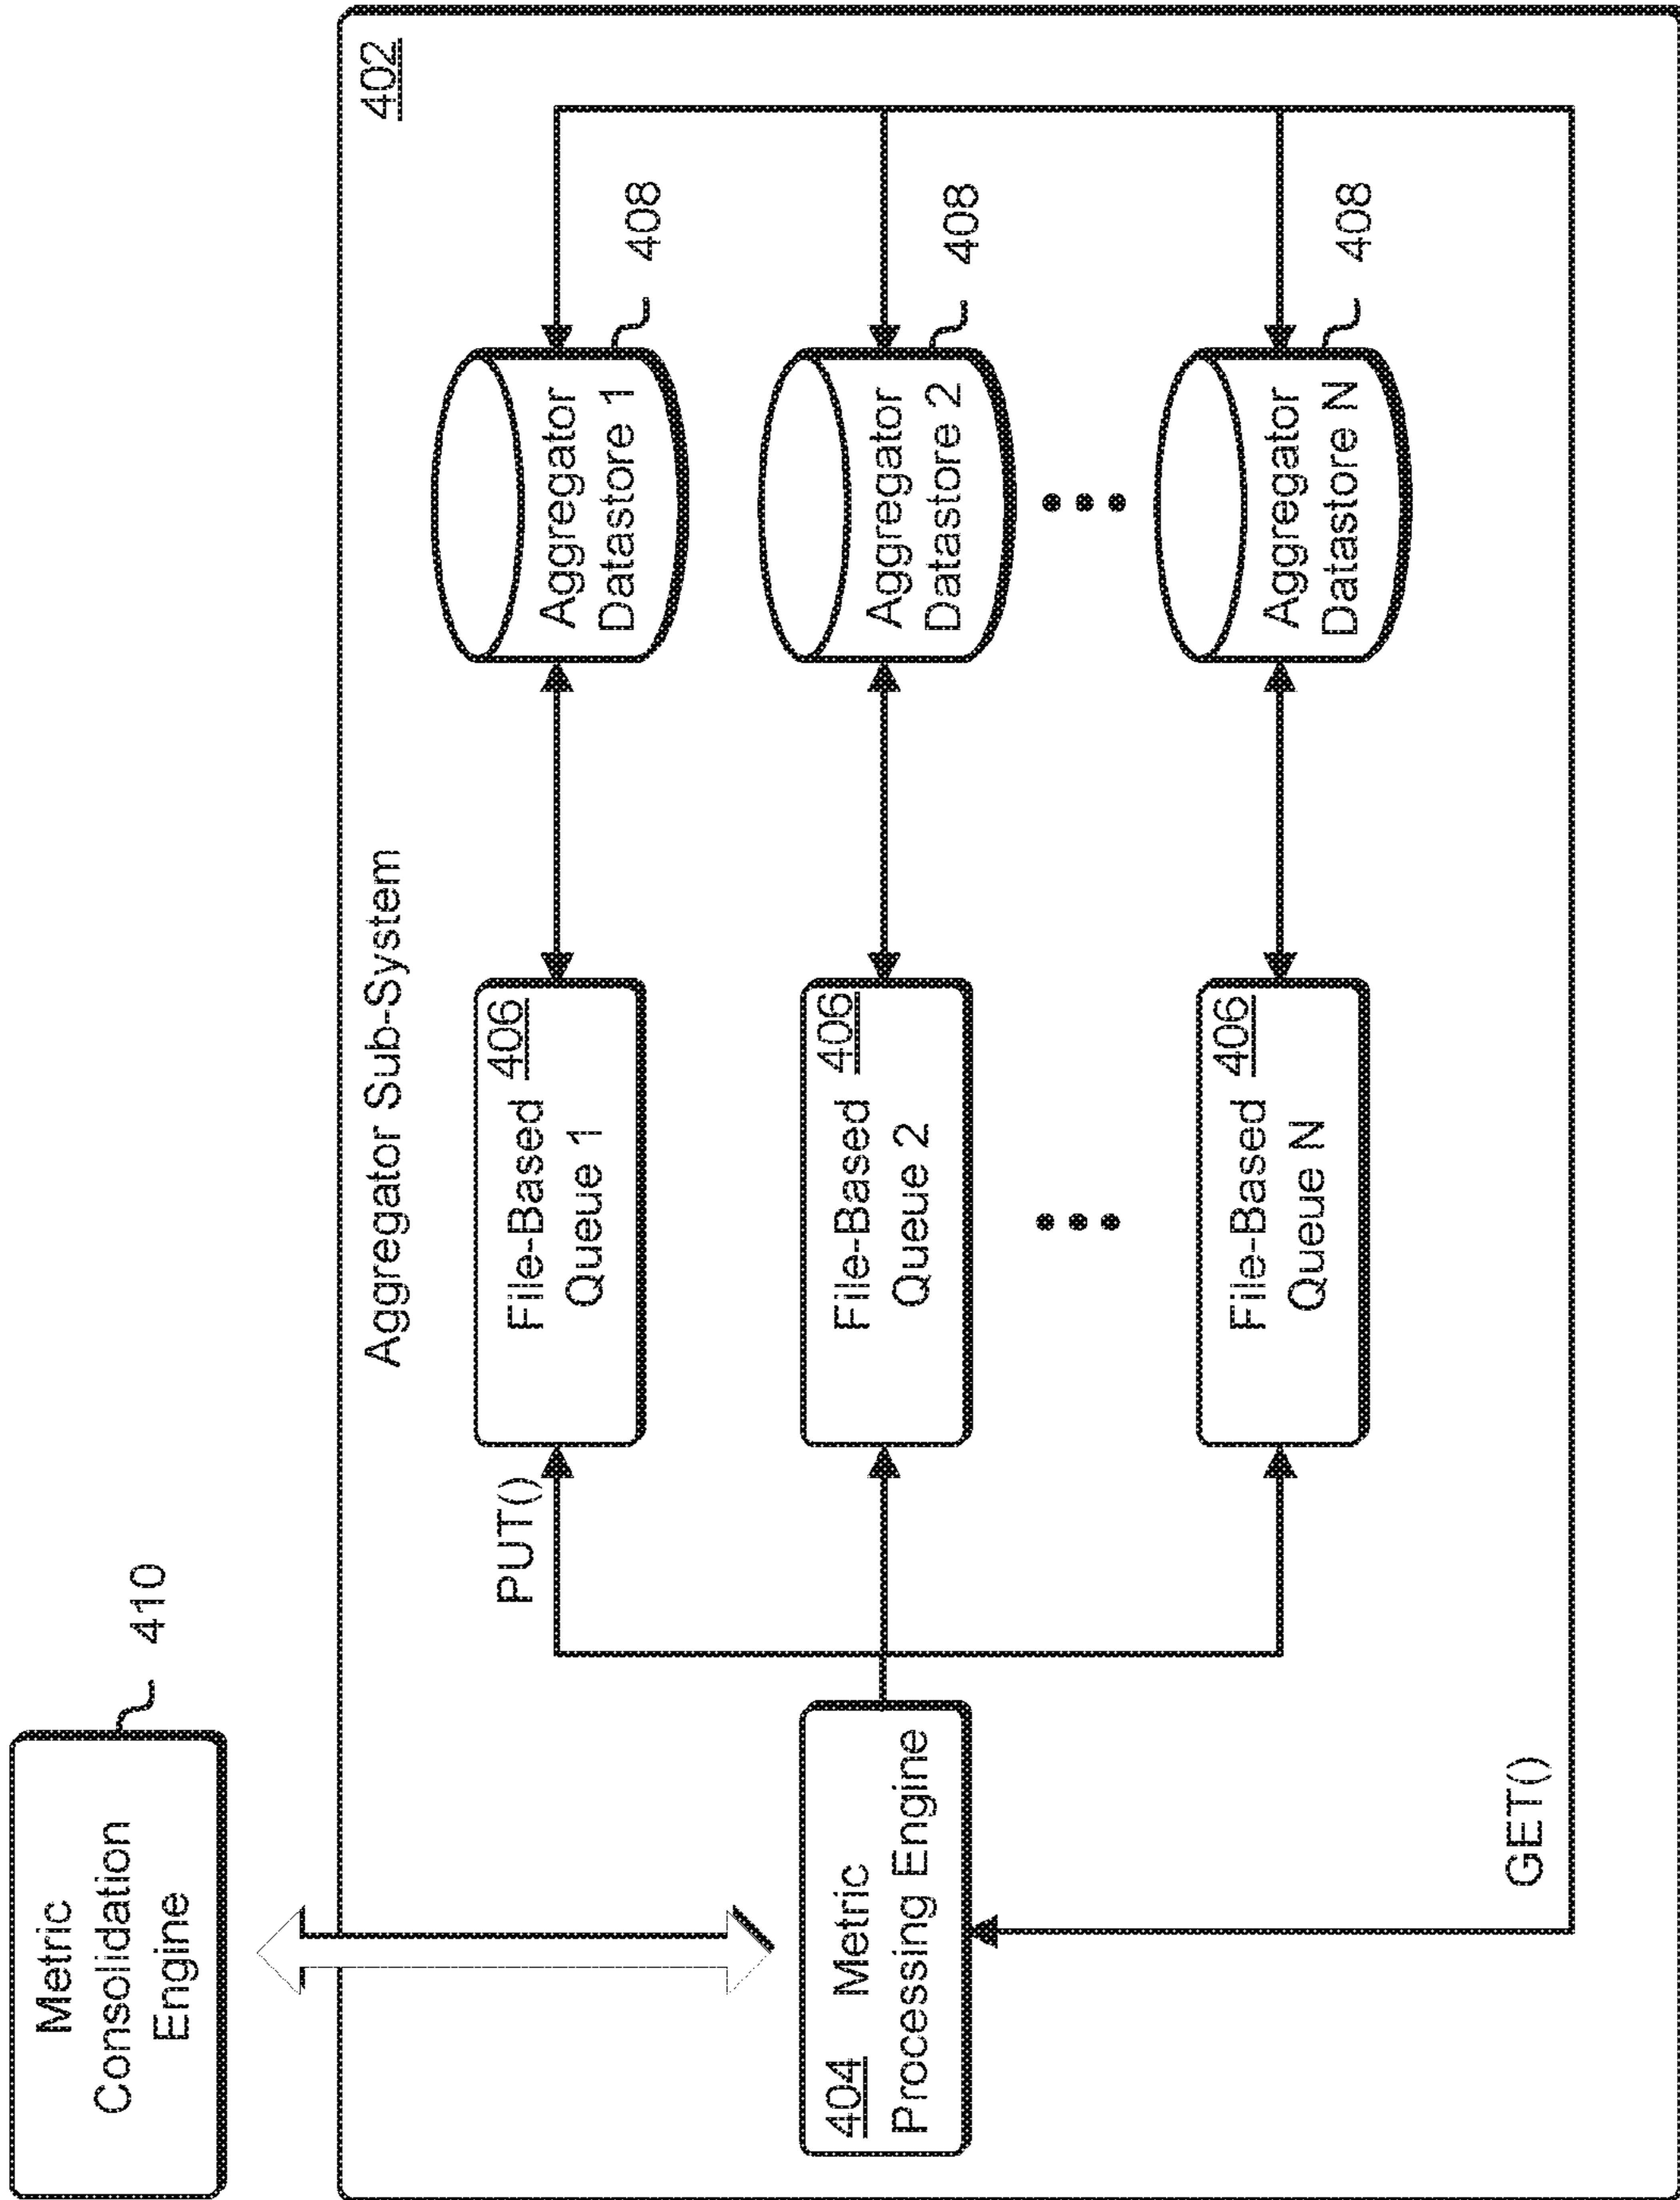 Metric
Consolidation
Engine
410
Aggregator Sub-System
402
404 Metric
Processing Engine
PUT()
File-Based 406
Queue 1
Aggregator
Datastore 1
408
File-Based 406
Queue 2
Aggregator
Datastore 2
408
File-Based 406
Queue N
Aggregator
Datastore N
408
GET()